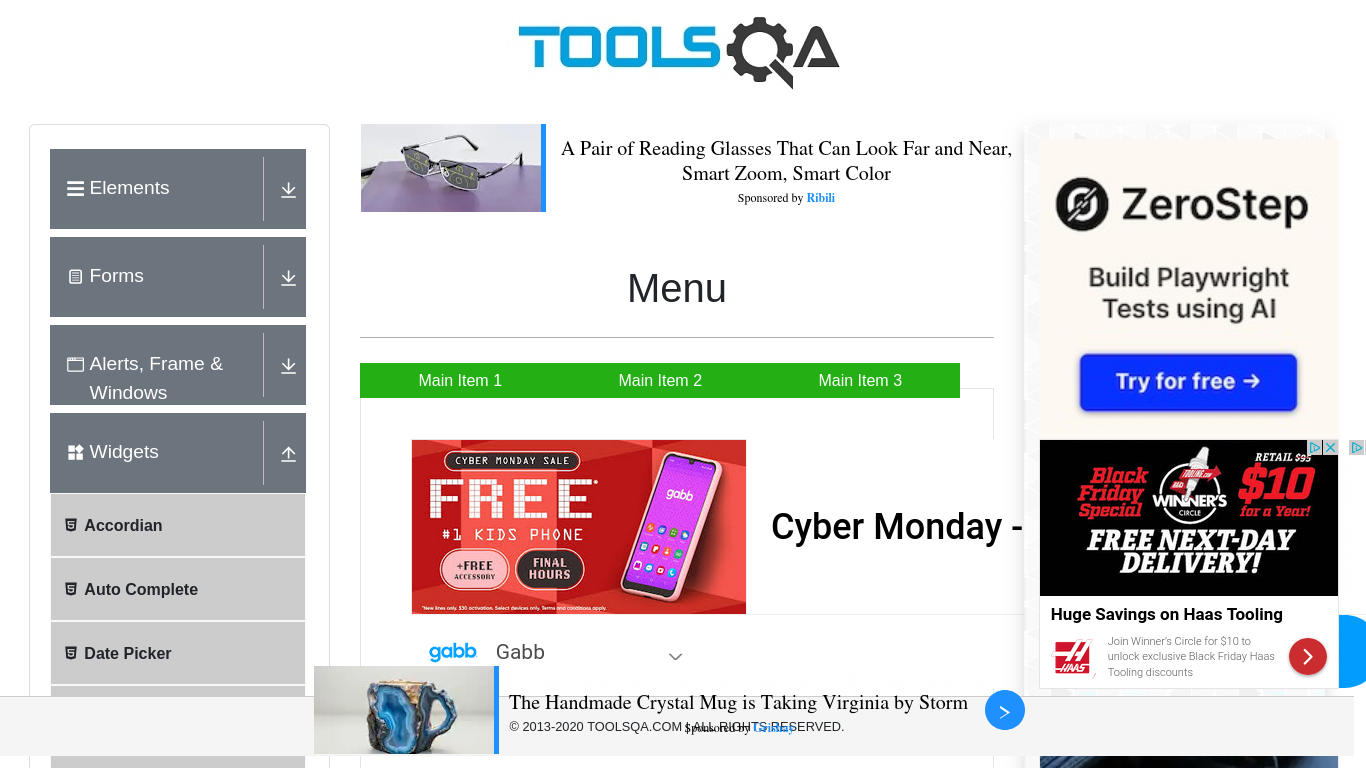 TOOLSQA
Elements
Forms
Alerts, Frame &
Windows
Widgets
Accordian
Auto Complete
Date Picker
A Pair of Reading Glasses That Can Look Far and Near,
Smart Zoom, Smart Color
Sponsored by Ribili
Menu
Main Item 1
Main Item 2
Main Item 3
CYBER MONDAY SALE
FREE*
#1 KIDS PHONE
+FREE
ACCESSORY
FINAL
HOURS
*New lines only. $30 activation. Select devices only. Terms and conditions apply.
gabb
Cyber Monday -
gabb
Gabb
The Handmade Crystal Mug is Taking Virginia by Storm
© 2013-2020 TOOLSQA.COM | ALL RIGHTS RESERVED.
Sponsored by
ZeroStep
Build Playwright
Tests using AI
Try for free →
Black
Friday
Special
TOOLING.COM
HAAS
WINNER'S
CIRCLE
RETAIL $95
$10
for a Year!
FREE NEXT-DAY
DELIVERY!
Huge Savings on Haas Tooling
HAAS
Join Winner's Circle for $10 to
unlock exclusive Black Friday Haas
Tooling discounts